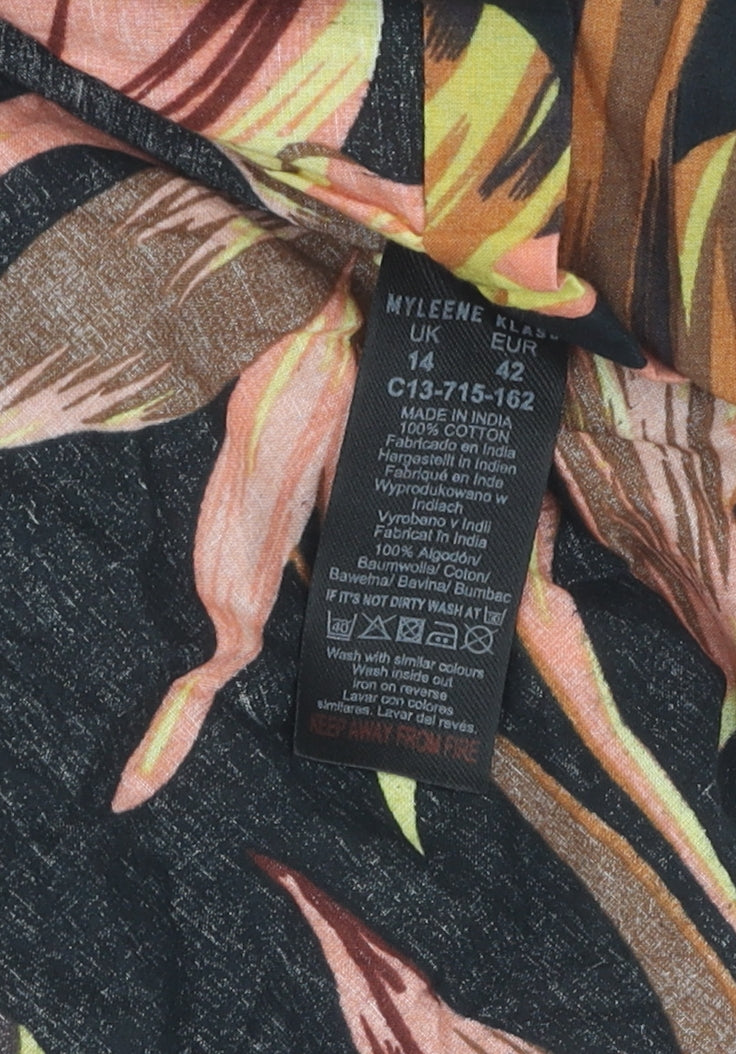 MYLEENE KLASS
UK EUR
14 42
C13-715-162
MADE IN INDIA
100% COTTON
Fabricado en India
Hergestellt in Indien
Fabriqué en Inde
Wyprodukowano w
Indiach
Vyrobeno v Indii
Fabricat în India
100% Algodón/
Baumwolla/ Coton/
Bawełna/ Bavlna/ Bumbac
IF IT'S NOT DIRTY WASH AT 30
40
Wash with similar colours
Wash inside out
Iron on reverse
Lavar con colores
similares. Lavar del revés.
KEEP AWAY FROM FIRE